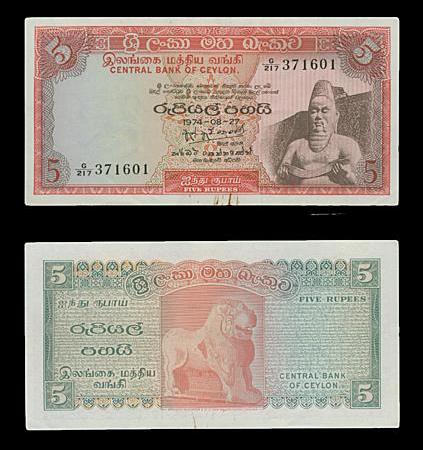 5
ශ්‍රී ලංකා මහ බැංකුව
5
இலங்கை மத்திய வங்கி
CENTRAL BANK OF CEYLON.
G/217 371601
රුපියල් පහයි
1974-08-27
G/217 371601
5
5
ஐந்து ரூபாய்
FIVE RUPEES
5
ශ්‍රී ලංකා මහ බැංකුව
5
ஐந்து ரூபாய்
FIVE RUPEES
රුපියල්
පහයි
இலங்கை மத்திய
வங்கி
CENTRAL BANK
OF CEYLON
5
5